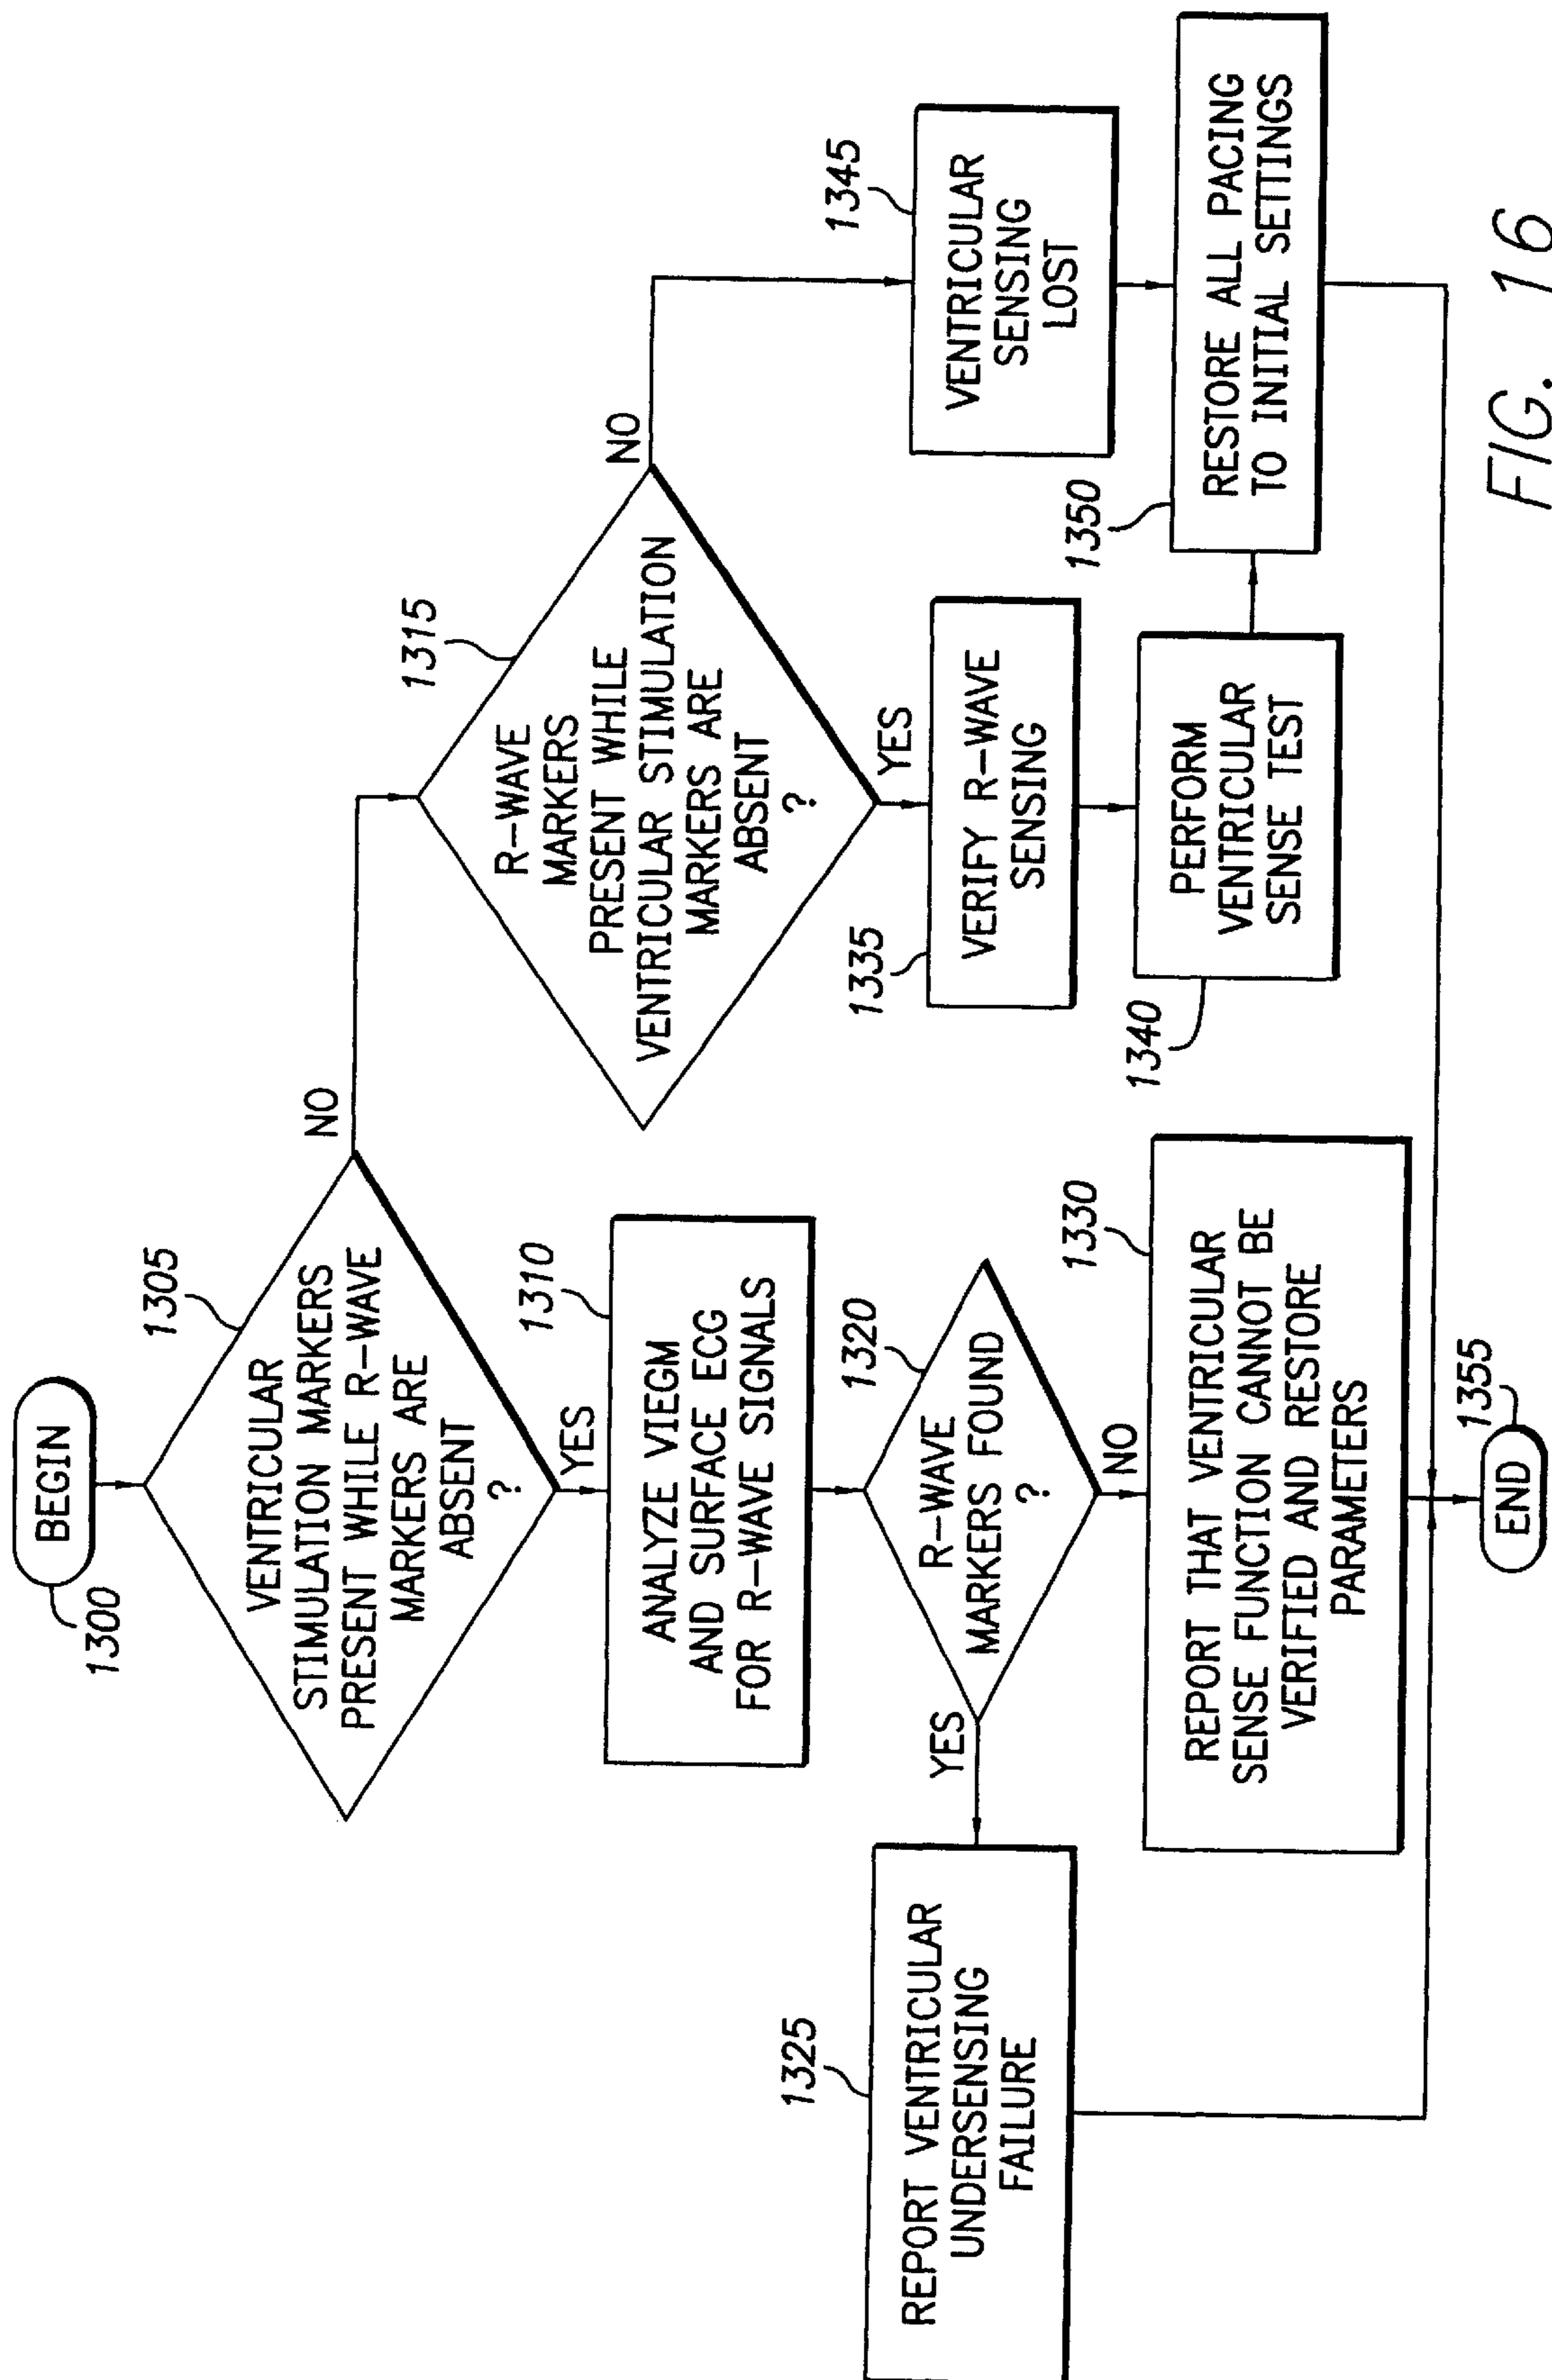 BEGIN
1300
VENTRICULAR
STIMULATION MARKERS
PRESENT WHILE R-WAVE
MARKERS ARE
ABSENT
?
1305
NO
YES
ANALYZE VIEGM
AND SURFACE ECG
FOR R-WAVE SIGNALS
1310
R-WAVE
MARKERS
PRESENT WHILE
VENTRICULAR STIMULATION
MARKERS ARE
ABSENT
?
1315
NO
YES
R-WAVE
MARKERS FOUND
?
1320
YES
NO
REPORT VENTRICULAR
UNDERSENSING
FAILURE
1325
REPORT THAT VENTRICULAR
SENSE FUNCTION CANNOT BE
VERIFIED AND RESTORE
PARAMETERS
1330
VERIFY R-WAVE
SENSING
1335
PERFORM
VENTRICULAR
SENSE TEST
1340
VENTRICULAR
SENSING
LOST
1345
RESTORE ALL PACING
TO INITIAL SETTINGS
1350
END
1355
FIG. 16